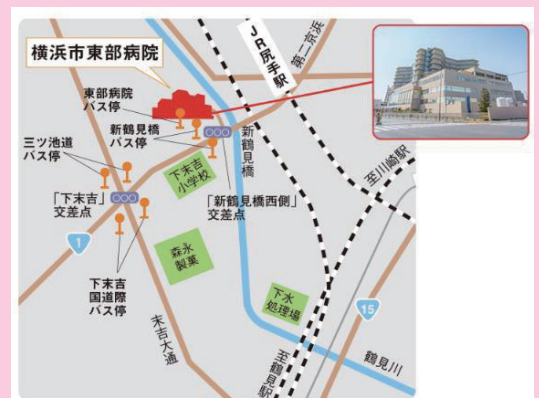 横浜市東部病院
東部病院
バス停
新鶴見橋
バス停
三ツ池道
バス停
「下末吉」
交差点
下末吉
国道際
バス停
下末吉
小学校
「新鶴見橋西側」
交差点
新鶴見橋
森永
製菓
下水
処理場
末吉大通
JR尻手駅
第二京浜
至川崎駅
至鶴見駅
鶴見川
1
15